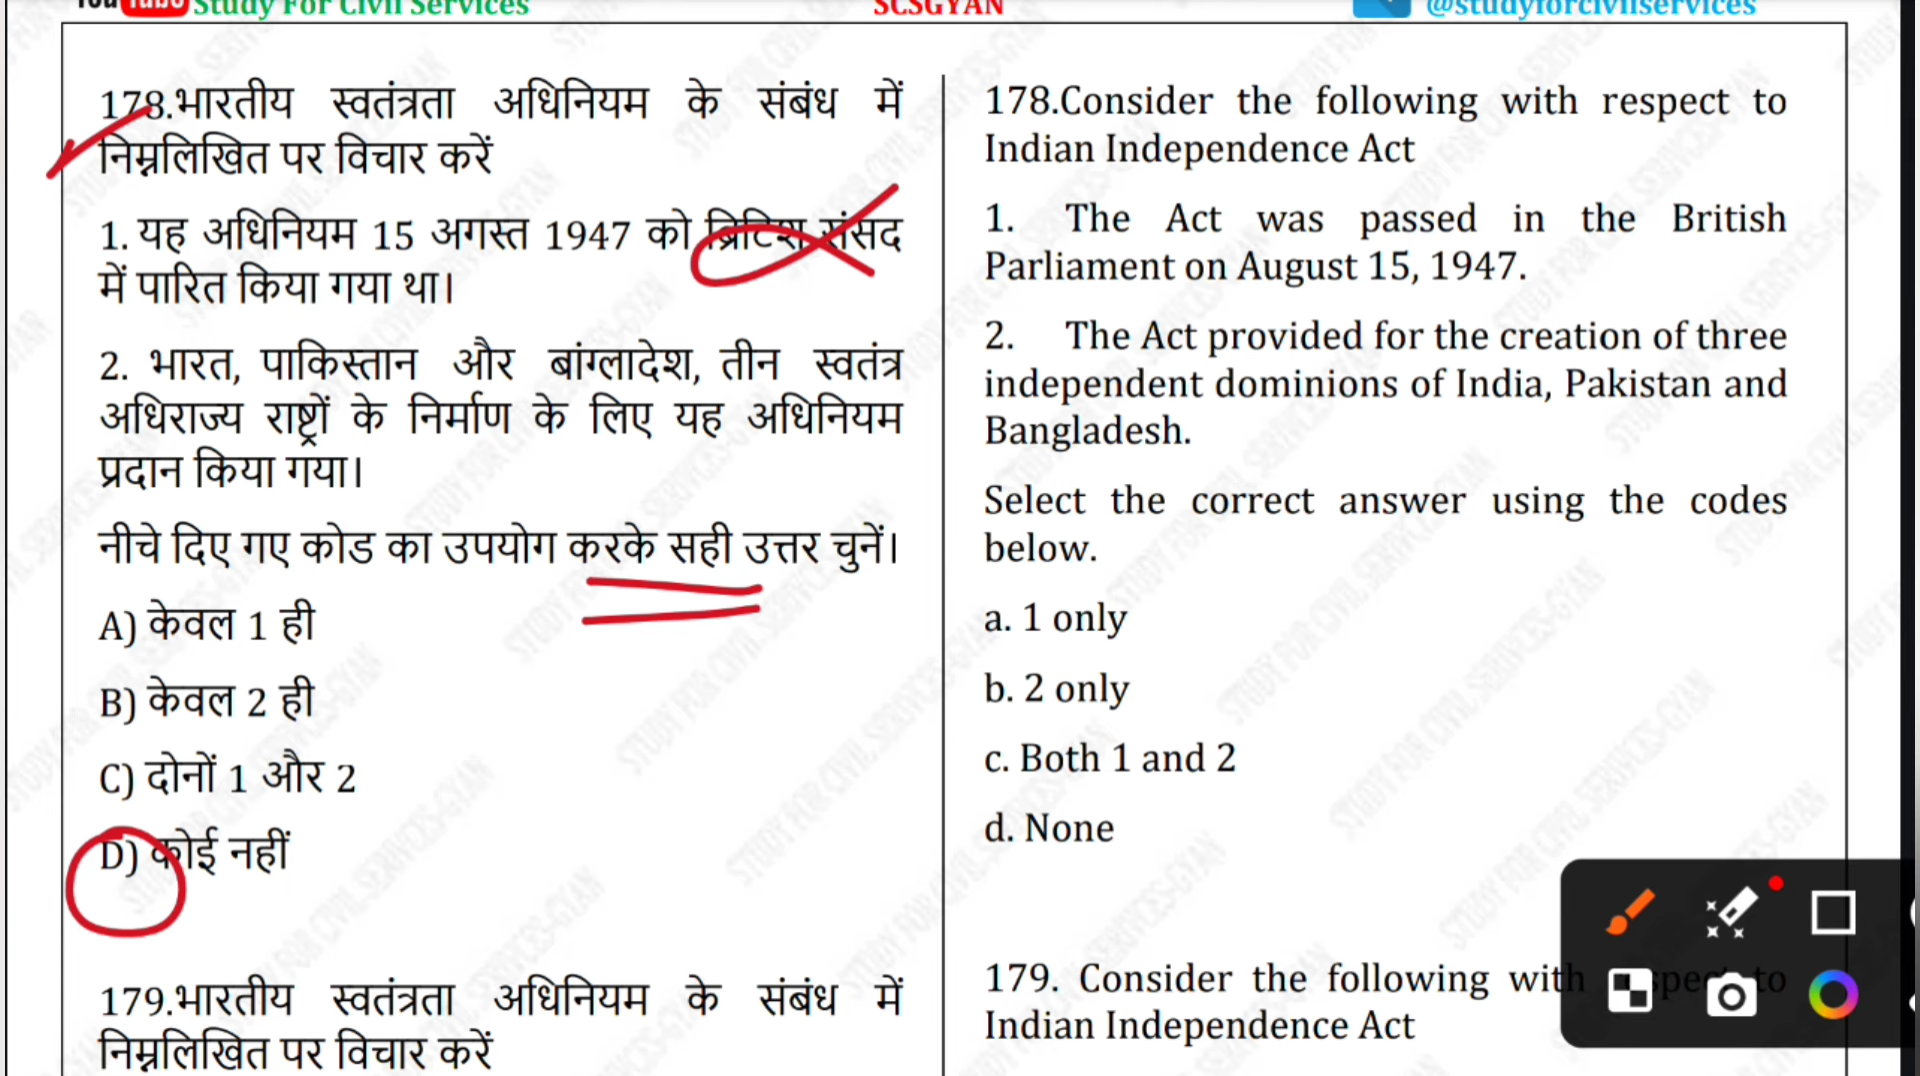 YouTube Study For Civil Services
SCSGYAN
@studyforcivilservices
178.भारतीय स्वतंत्रता अधिनियम के संबंध में
निम्नलिखित पर विचार करें
1. यह अधिनियम 15 अगस्त 1947 को ब्रिटिश संसद
में पारित किया गया था।
2. भारत, पाकिस्तान और बांग्लादेश, तीन स्वतंत्र
अधिराज्य राष्ट्रों के निर्माण के लिए यह अधिनियम
प्रदान किया गया।
नीचे दिए गए कोड का उपयोग करके सही उत्तर चुनें।
A) केवल 1 ही
B) केवल 2 ही
C) दोनों 1 और 2
D) कोई नहीं
179.भारतीय स्वतंत्रता अधिनियम के संबंध में
निम्नलिखित पर विचार करें
178.Consider the following with respect to
Indian Independence Act
1. The Act was passed in the British
Parliament on August 15, 1947.
2. The Act provided for the creation of three
independent dominions of India, Pakistan and
Bangladesh.
Select the correct answer using the codes
below.
a. 1 only
b. 2 only
c. Both 1 and 2
d. None
179. Consider the following with respect to
Indian Independence Act